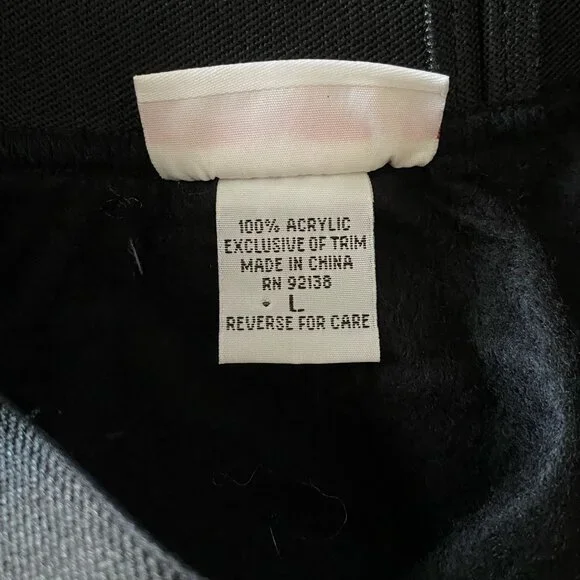 100% ACRYLIC
EXCLUSIVE OF TRIM
MADE IN CHINA
RN 92138
L
REVERSE FOR CARE